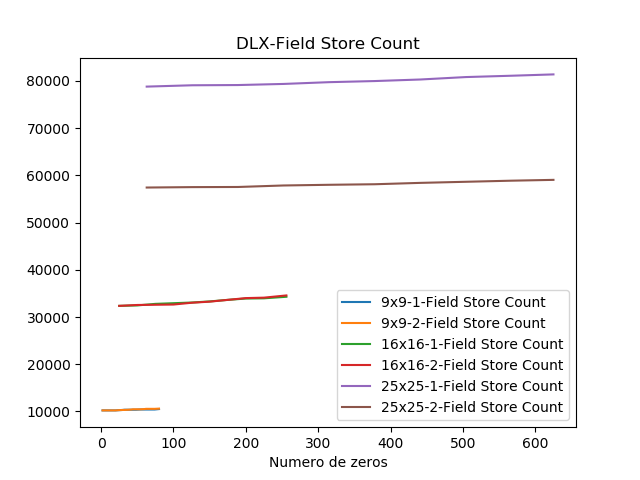 DLX-Field Store Count
80000
70000
60000
50000
40000
30000
20000
10000
9x9-1-Field Store Count
9x9-2-Field Store Count
16x16-1-Field Store Count
16x16-2-Field Store Count
25x25-1-Field Store Count
25x25-2-Field Store Count
0 100 200 300 400 500 600
Numero de zeros